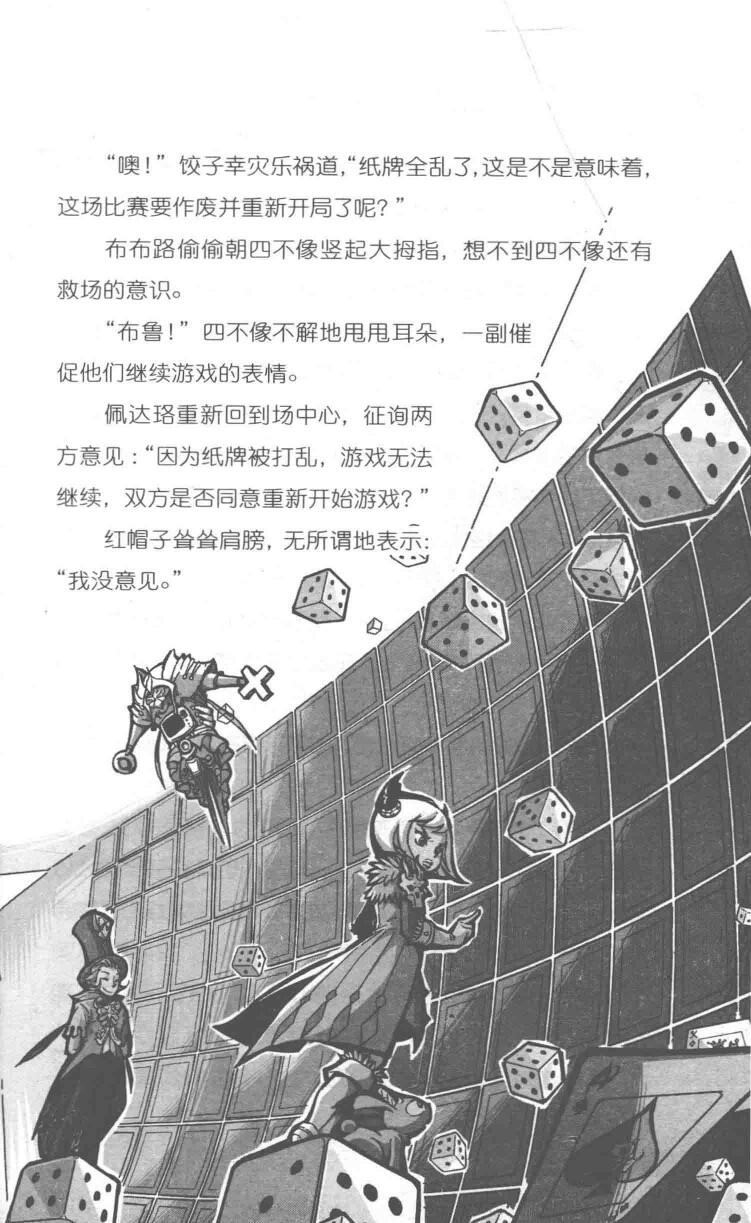 “噢！”饺子幸灾乐祸道，“纸牌全乱了，这是不是意味着，
这场比赛要作废并重新开局了呢？”
布布路偷偷朝四不像竖起大拇指，想不到四不像还有
救场的意识。
“布鲁！”四不像不解地甩甩耳朵，一副催
促他们继续游戏的表情。
佩达珞重新回到场中心，征询两
方意见：“因为纸牌被打乱，游戏无法
继续，双方是否同意重新开始游戏？”
红帽子耸耸肩膀，无所谓地表示：
“我没意见。”